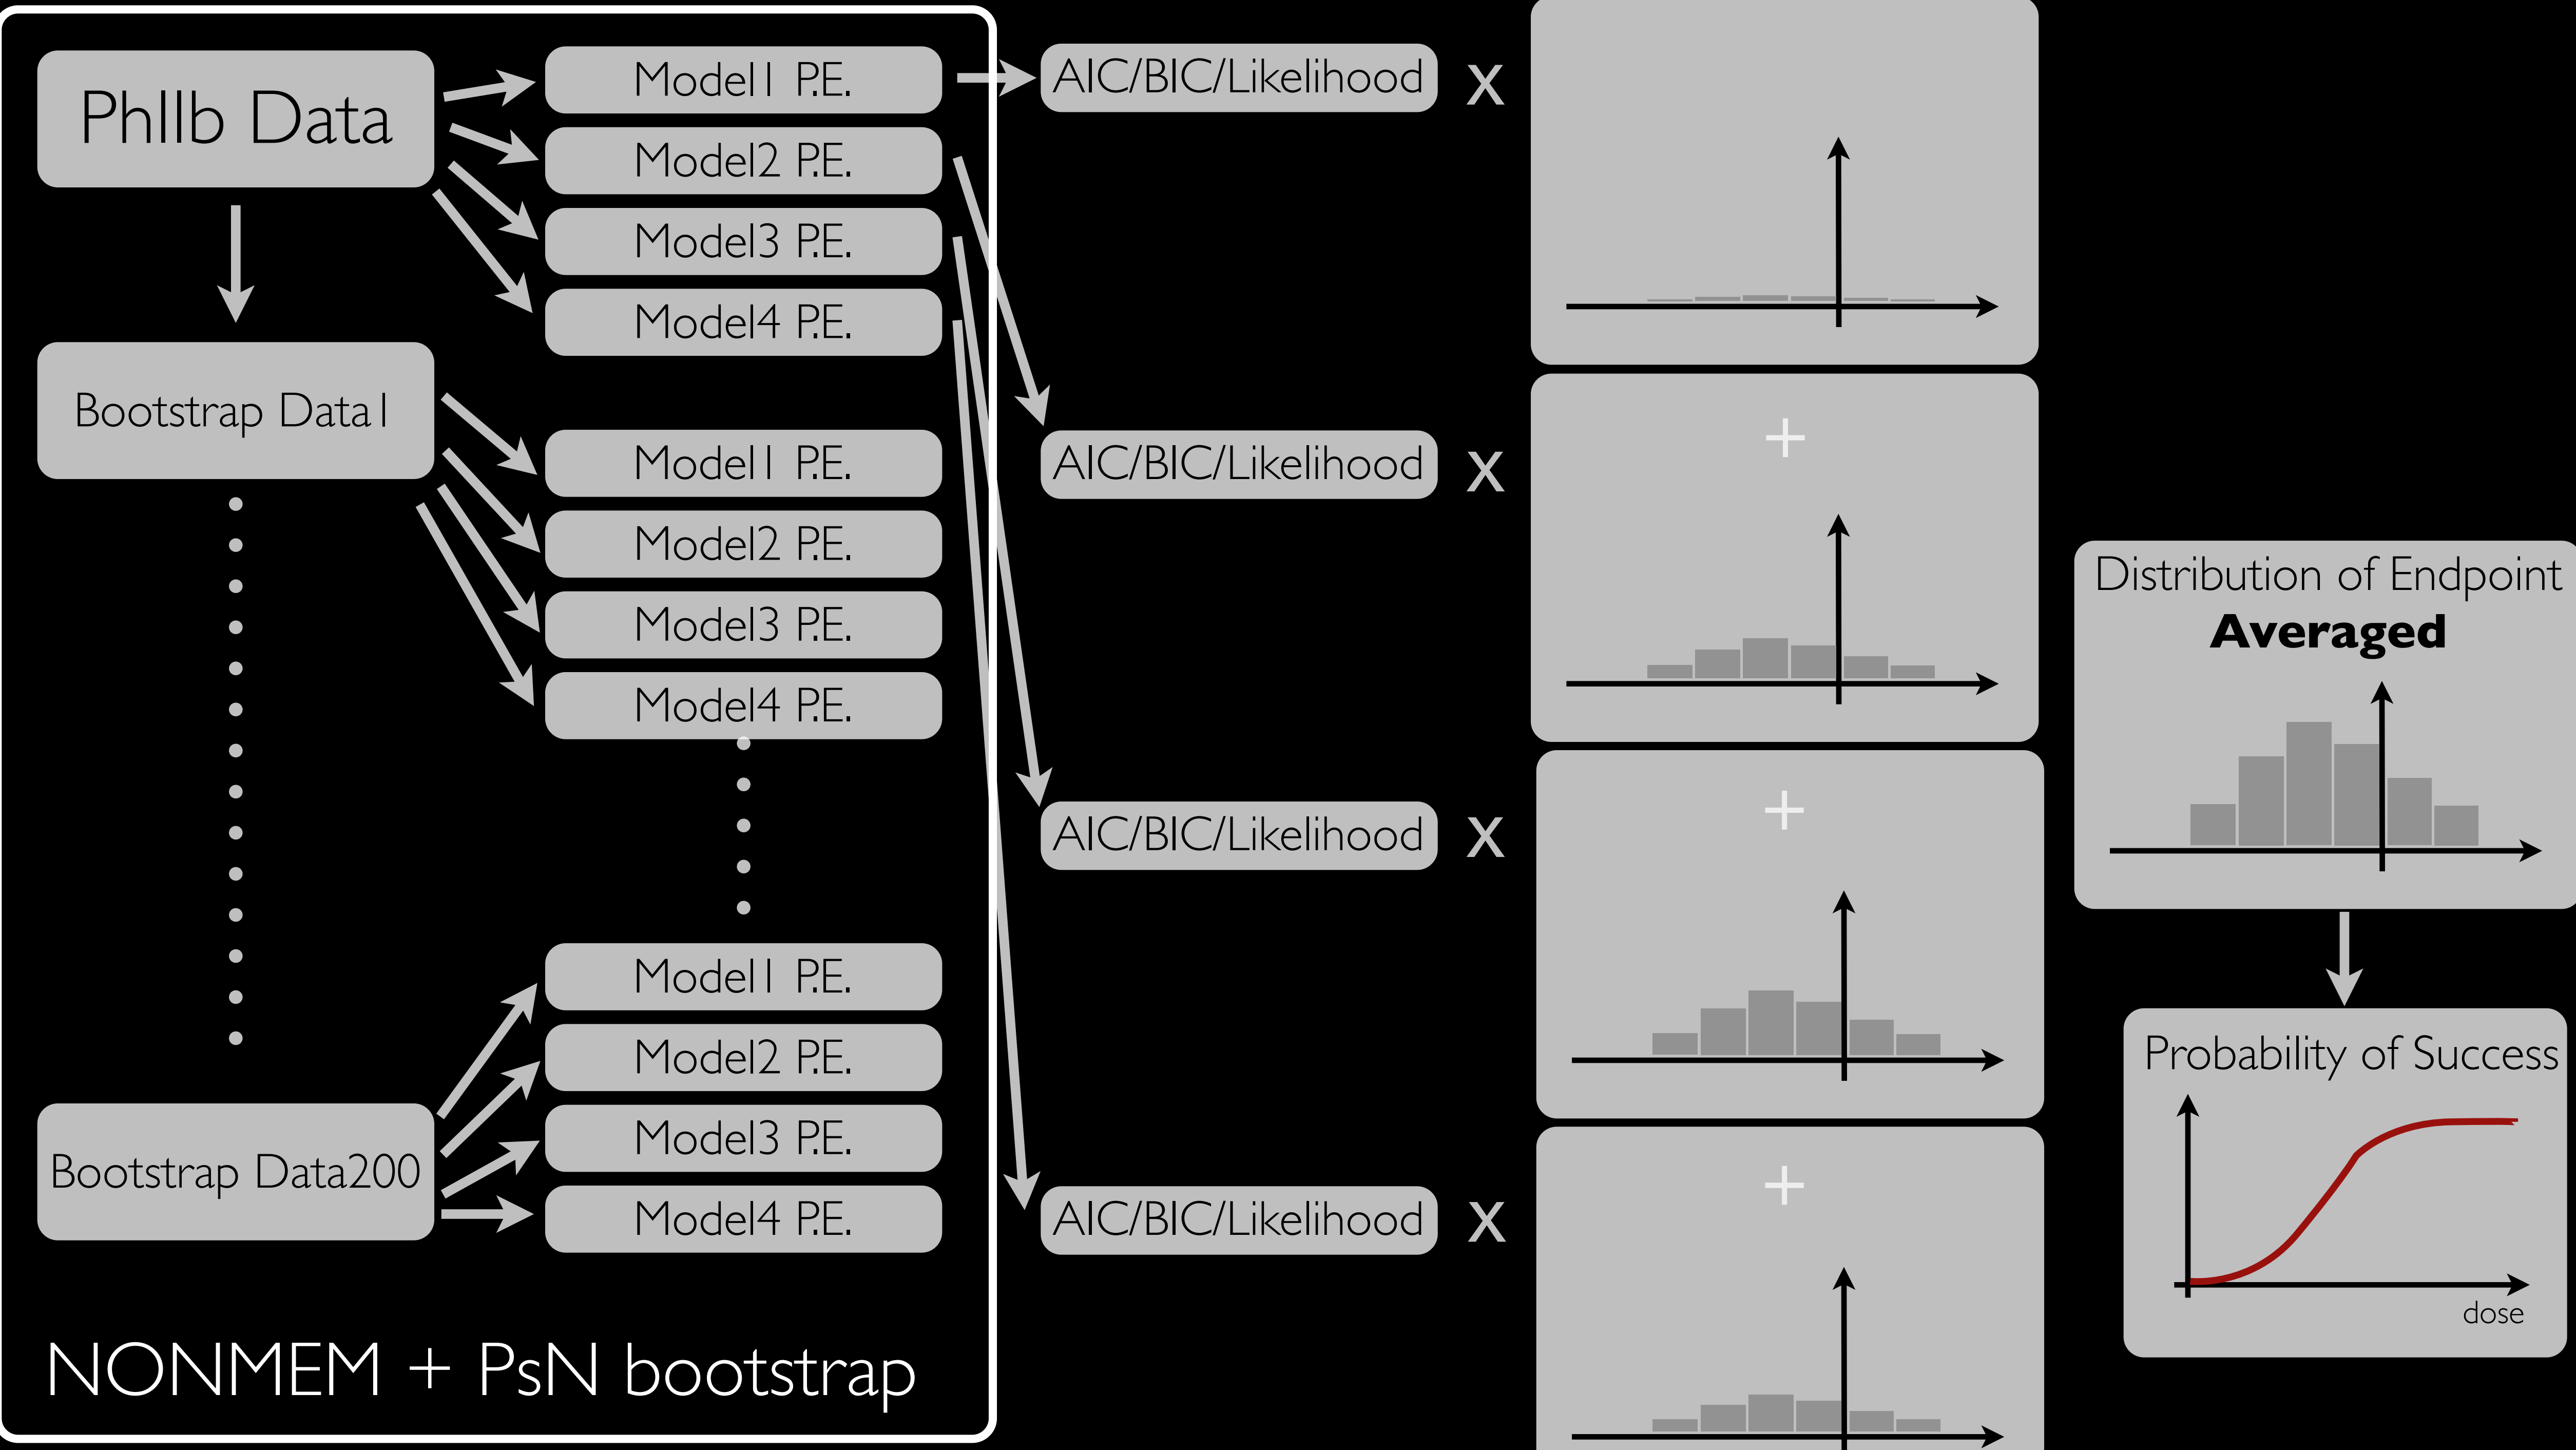 PhIIb Data
Model1 P.E.
Model2 P.E.
Model3 P.E.
Model4 P.E.
Bootstrap Data1
Model1 P.E.
Model2 P.E.
Model3 P.E.
Model4 P.E.
Bootstrap Data200
Model1 P.E.
Model2 P.E.
Model3 P.E.
Model4 P.E.
NONMEM + PsN bootstrap
AIC/BIC/Likelihood x
+
AIC/BIC/Likelihood x
+
AIC/BIC/Likelihood x
+
AIC/BIC/Likelihood x
Distribution of Endpoint
Averaged
Probability of Success
dose